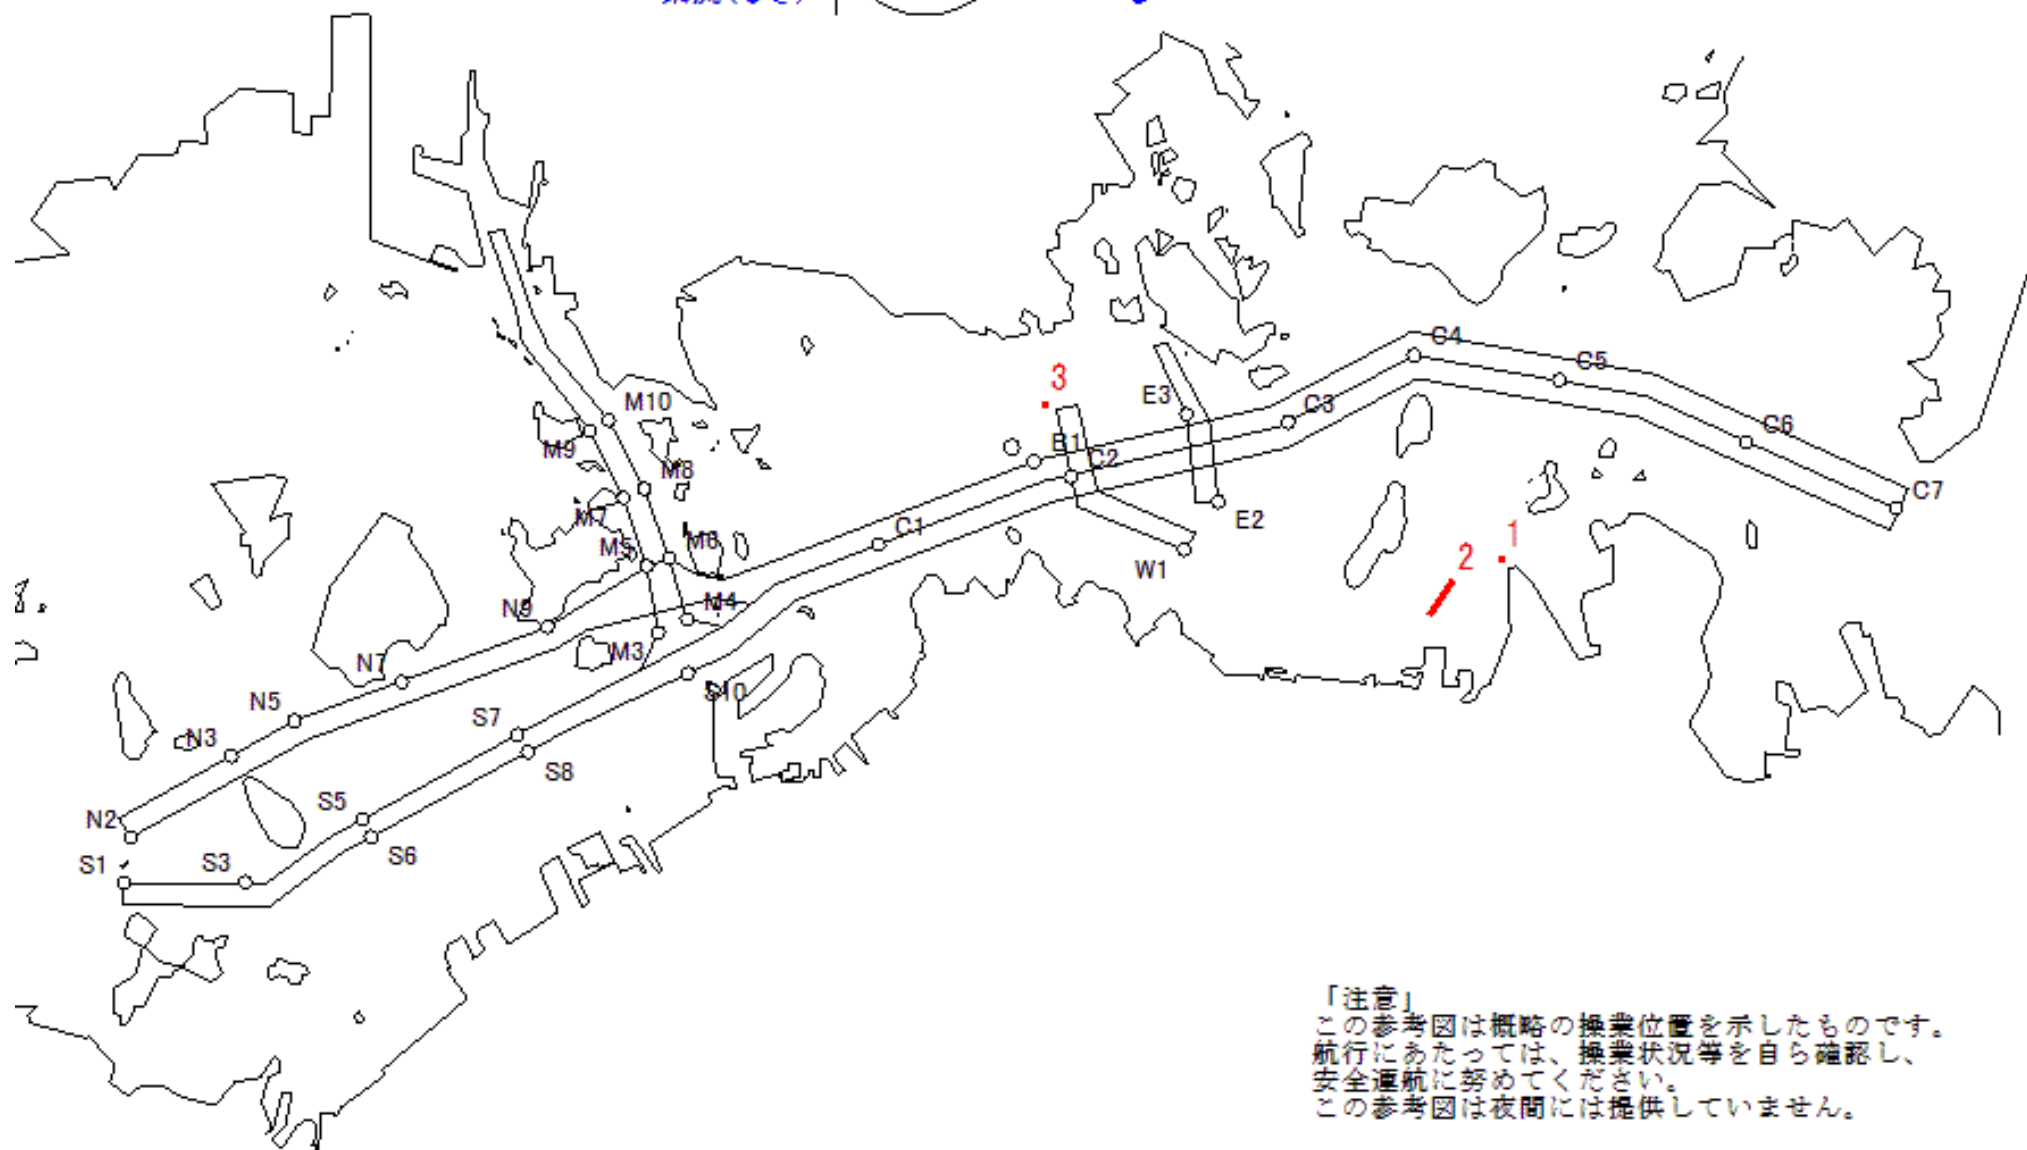 C4
C5
3
M10
E3
C3
C6
M9
B1
C2
M8
C7
M7
E2
C1
1
M5
M6
2
W1
N9
M4
M3
N7
S10
N5
S7
N3
S8
S5
N2
S6
S1
S3
「注意」
この参考図は概略の操業位置を示したものです。
航行にあたっては、操業状況等を自ら確認し、
安全運航に努めてください。
この参考図は夜間には提供していません。